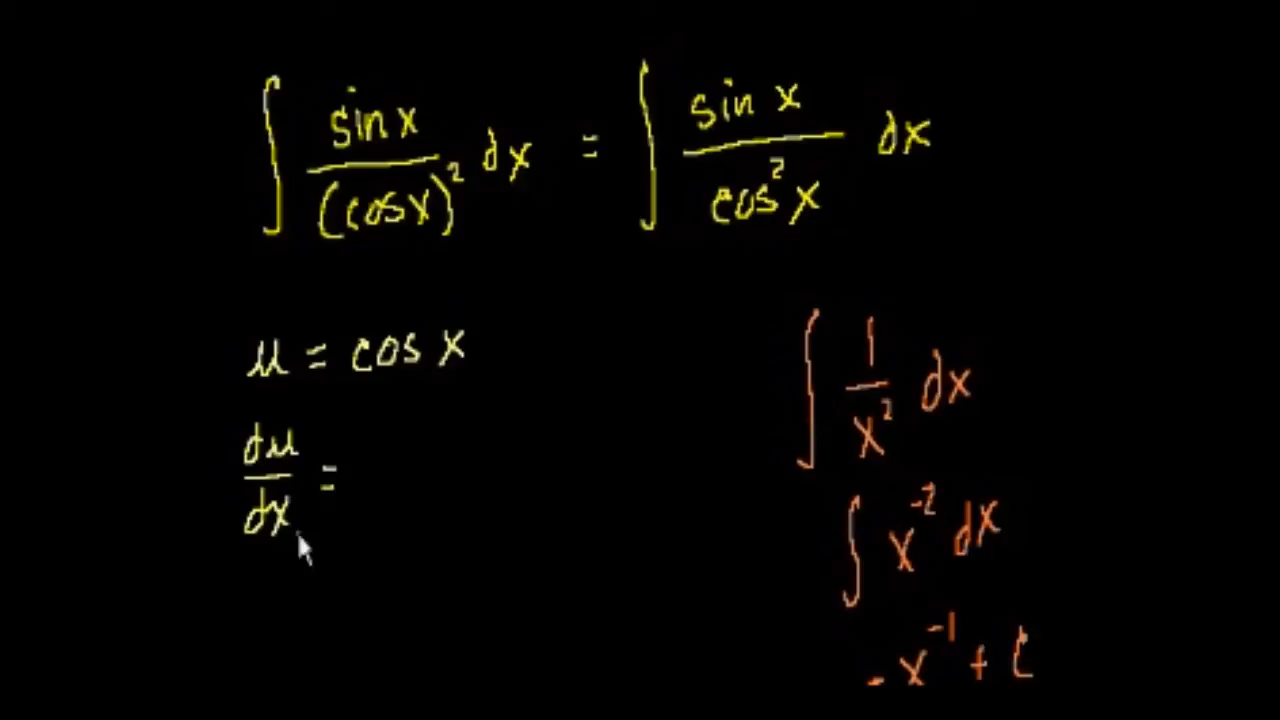 ∫ sin x / (cos x)² dx = ∫ sin x / cos² x dx
u = cos x
du/dx =
∫ 1/x² dx
∫ x⁻² dx
- x⁻¹ + C